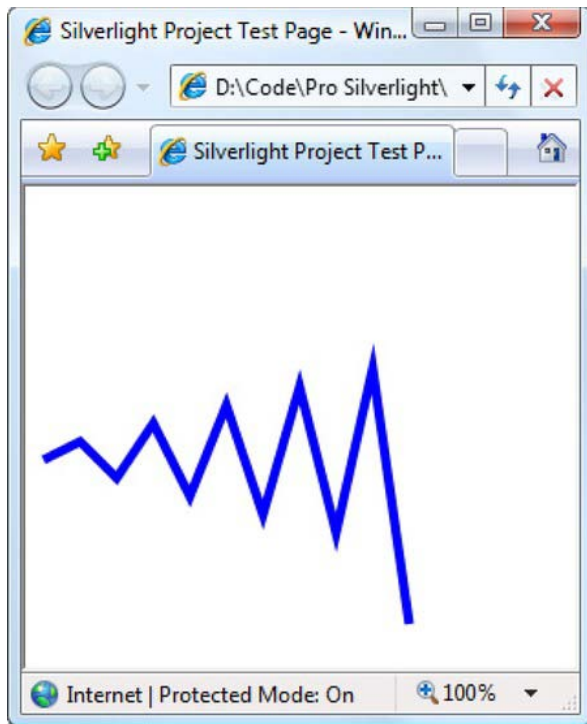 Silverlight Project Test Page - Win...
D:\Code\Pro Silverlight\
Silverlight Project Test P...
Internet | Protected Mode: On
100%